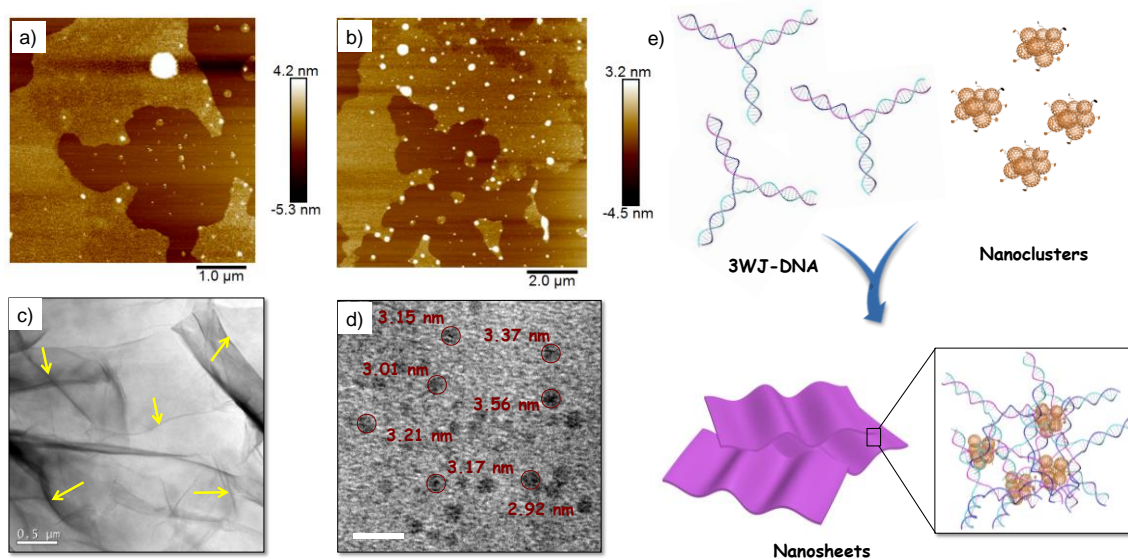 a)
4.2 nm
-5.3 nm
1.0 µm
b)
3.2 nm
-4.5 nm
2.0 µm
c)
0.5 µm
d)
3.15 nm
3.37 nm
3.01 nm
3.56 nm
3.21 nm
3.17 nm
2.92 nm
e)
3WJ-DNA
Nanoclusters
Nanosheets